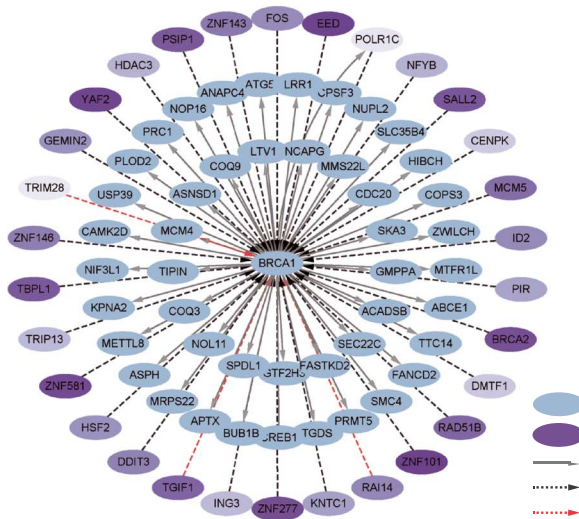 FOS
ZNF143
EED
PSIP1
POLR1C
HDAC3
NFYB
ATG5
LRR1
ANAPC4
CPSF3
YAF2
NOP16
NUPL2
SALL2
PRC1
SLC35B4
GEMIN2
LTV1
NCAPG
CENPK
PLOD2
COQ9
MMS22L
HIBCH
TRIM28
USP39
ASNSD1
CDC20
COPS3
MCM5
CAMK2D
MCM4
SKA3
ZWILCH
ZNF146
ID2
BRCA1
NIF3L1
TIPIN
GMPPA
MTFR1L
TBPL1
PIR
KPNA2
COQ3
ACADSB
ABCE1
TRIP13
METTL8
NOL11
SEC22C
TTC14
BRCA2
SPDL1
GTF2H3
FASTKD2
ASPH
FANCD2
ZNF581
DMTF1
MRPS22
SMC4
HSF2
APTX
PRMT5
RAD51B
BUB1B
CREB1
TGDS
DDIT3
ZNF101
TGIF1
RAI14
ING3
ZNF277
KNTC1